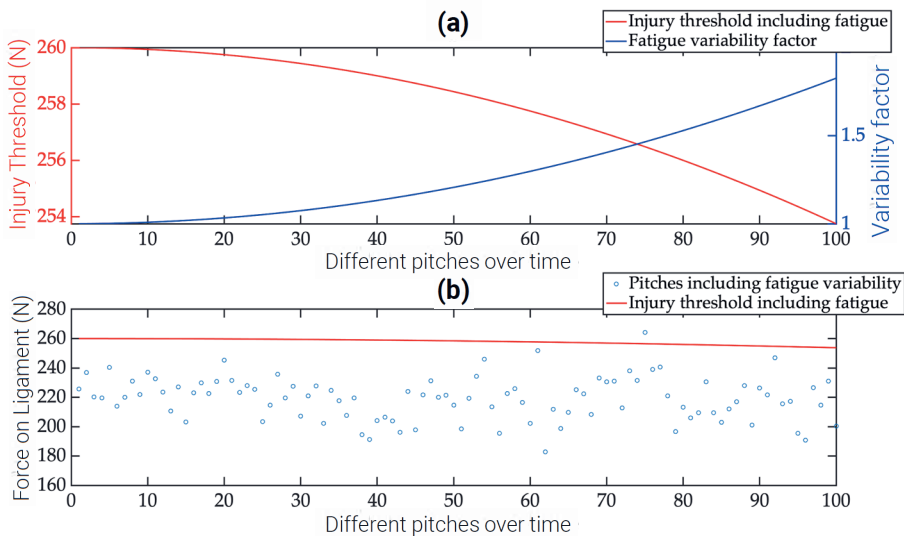 (a)
Injury threshold including fatigue
Fatigue variability factor
Injury Threshold (N)
260
258
256
254
1.5
1
Variability factor
0 10 20 30 40 50 60 70 80 90 100
Different pitches over time
(b)
Pitches including fatigue variability
Injury threshold including fatigue
Force on Ligament (N)
280
260
240
220
200
180
160
0 10 20 30 40 50 60 70 80 90 100
Different pitches over time